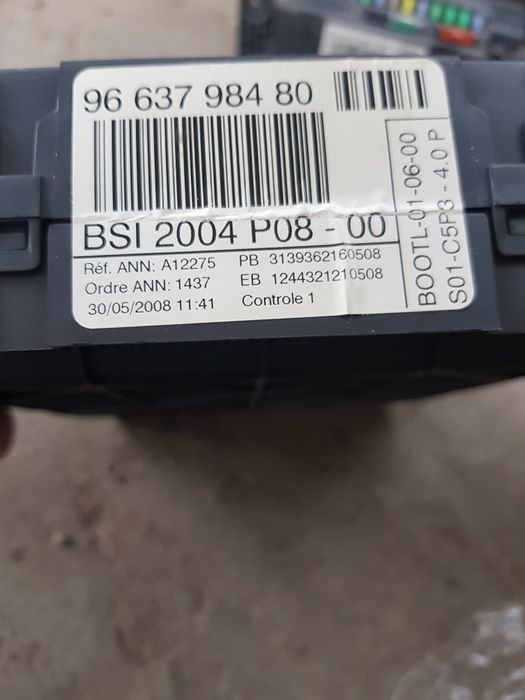 96 637 984 80
BSI 2004 P08 - 00
Réf. ANN: A12275 PB 3139362160508
Ordre ANN: 1437 EB 1244321210508
30/05/2008 11:41 Controle 1
BOOTL-01-06-00
S01-C5P3 - 4.0 P